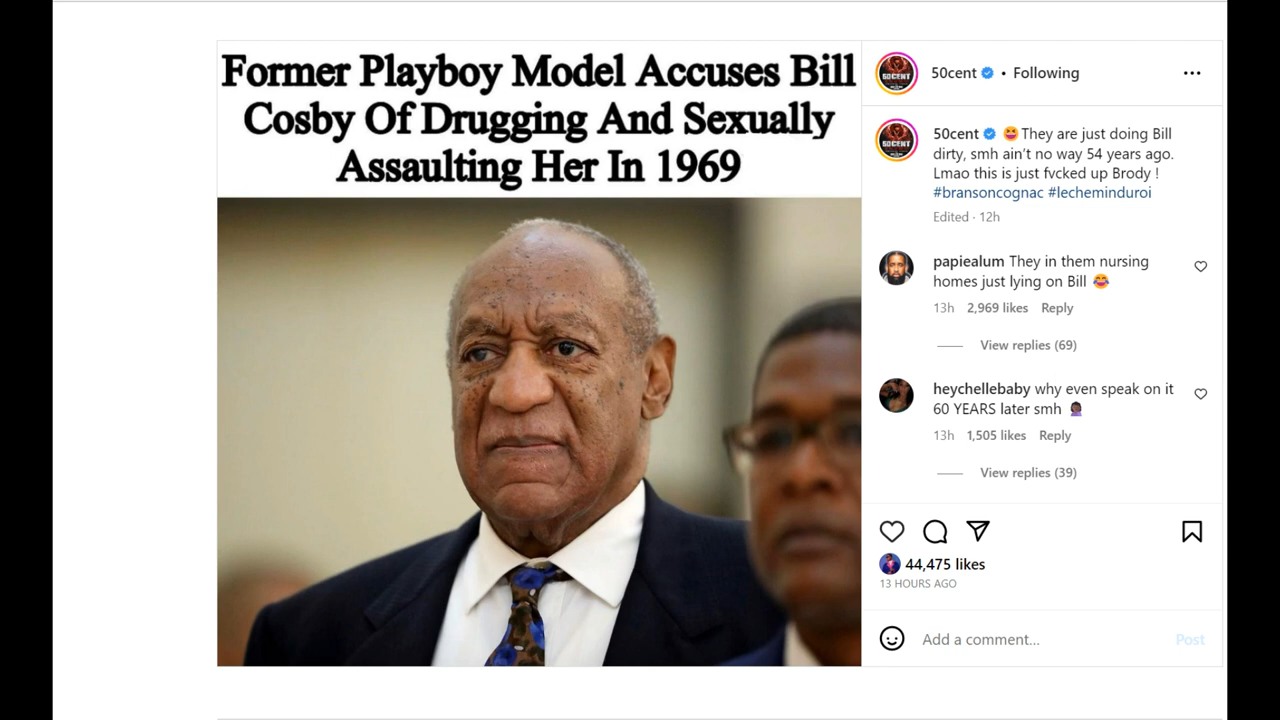 Former Playboy Model Accuses Bill
Cosby Of Drugging And Sexually
Assaulting Her In 1969
50cent • Following
50cent 😆They are just doing Bill
dirty, smh ain’t no way 54 years ago.
Lmao this is just fvcked up Brody !
#bransoncognac #lecheminduroi
Edited · 12h
papiealum They in them nursing
homes just lying on Bill 😂
13h 2,969 likes Reply
View replies (69)
heychellebaby why even speak on it
60 YEARS later smh 🤦🏿‍♀️
13h 1,505 likes Reply
View replies (39)
44,475 likes
13 HOURS AGO
Add a comment... Post